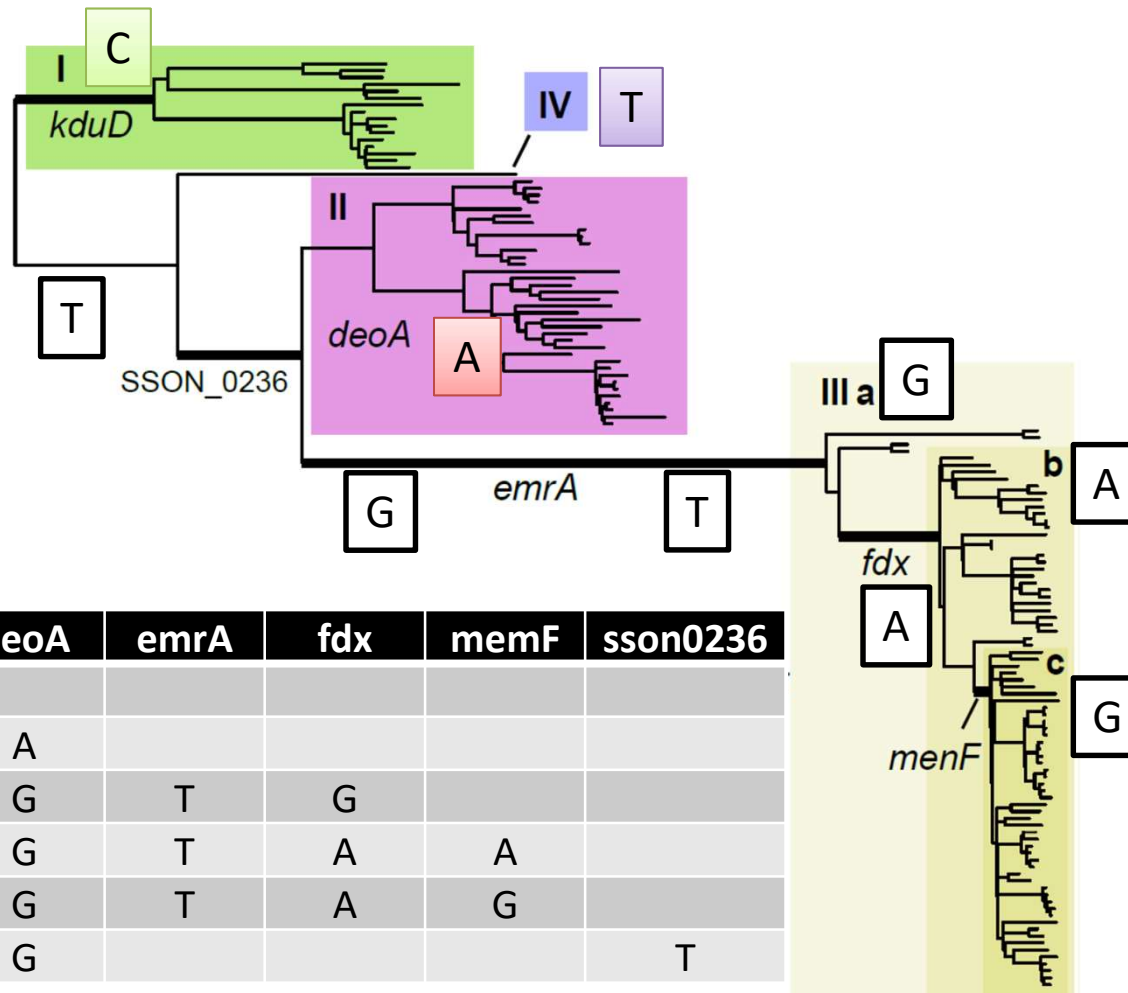 C
I
kduD
IV
T
II
T
deoA
A
SSON_0236
G
III a
b
A
G
emrA
T
fdx
A
c
G
menF
eoA emrA fdx memF sson0236
A
G T G
G T A A
G T A G
G T